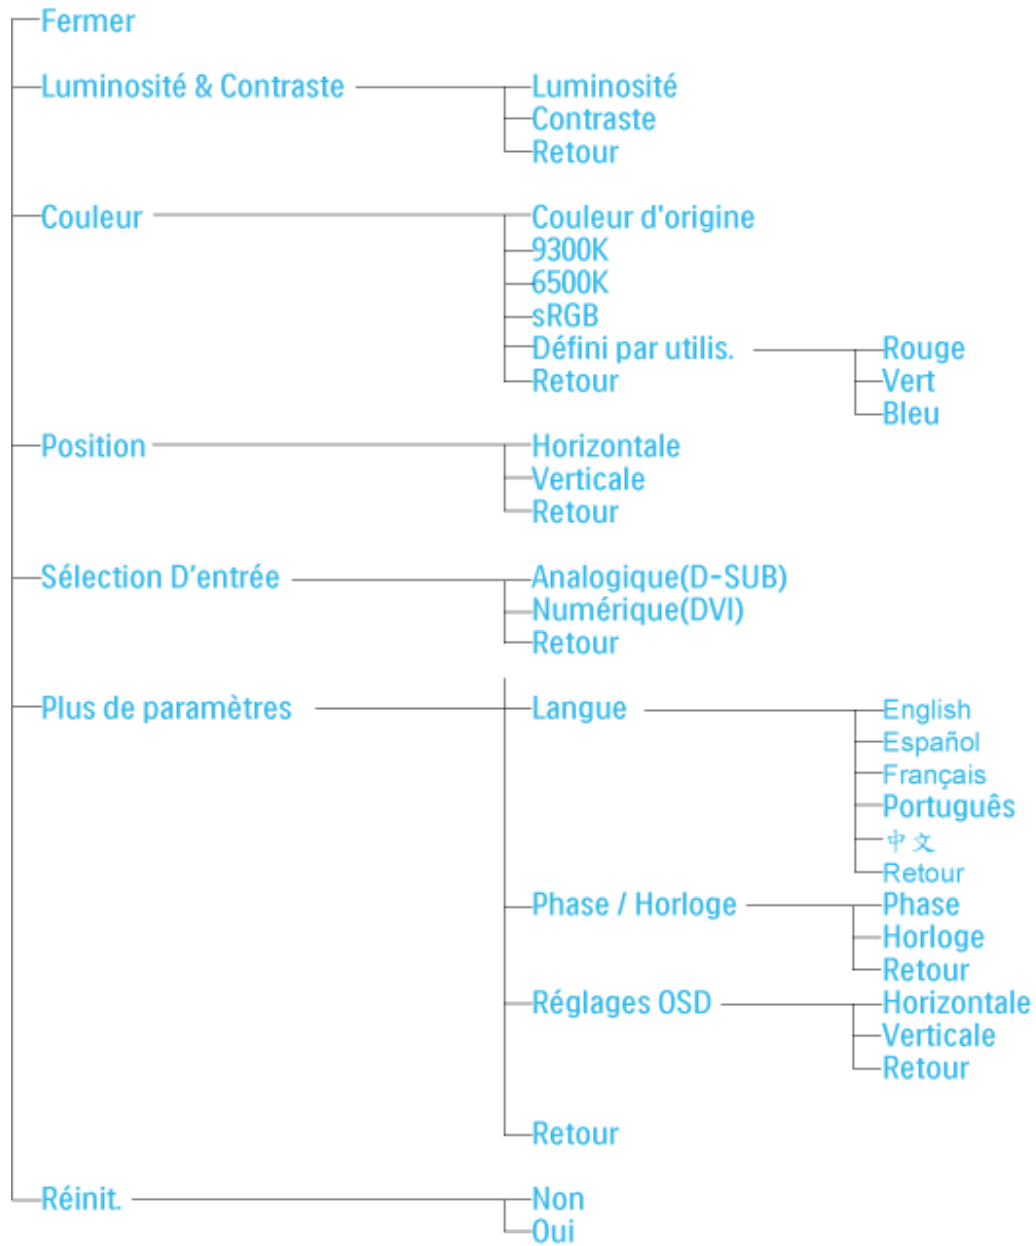 Fermer
Luminosité & Contraste
Luminosité
Contraste
Retour
Couleur
Couleur d'origine
9300K
6500K
sRGB
Défini par utilis.
Rouge
Retour
Vert
Bleu
Position
Horizontale
Verticale
Retour
Sélection D'entrée
Analogique(D-SUB)
Numérique(DVI)
Retour
Plus de paramètres
Langue
English
Español
Français
Português
中文
Retour
Phase / Horloge
Phase
Horloge
Retour
Réglages OSD
Horizontale
Verticale
Retour
Retour
Réinit.
Non
Oui